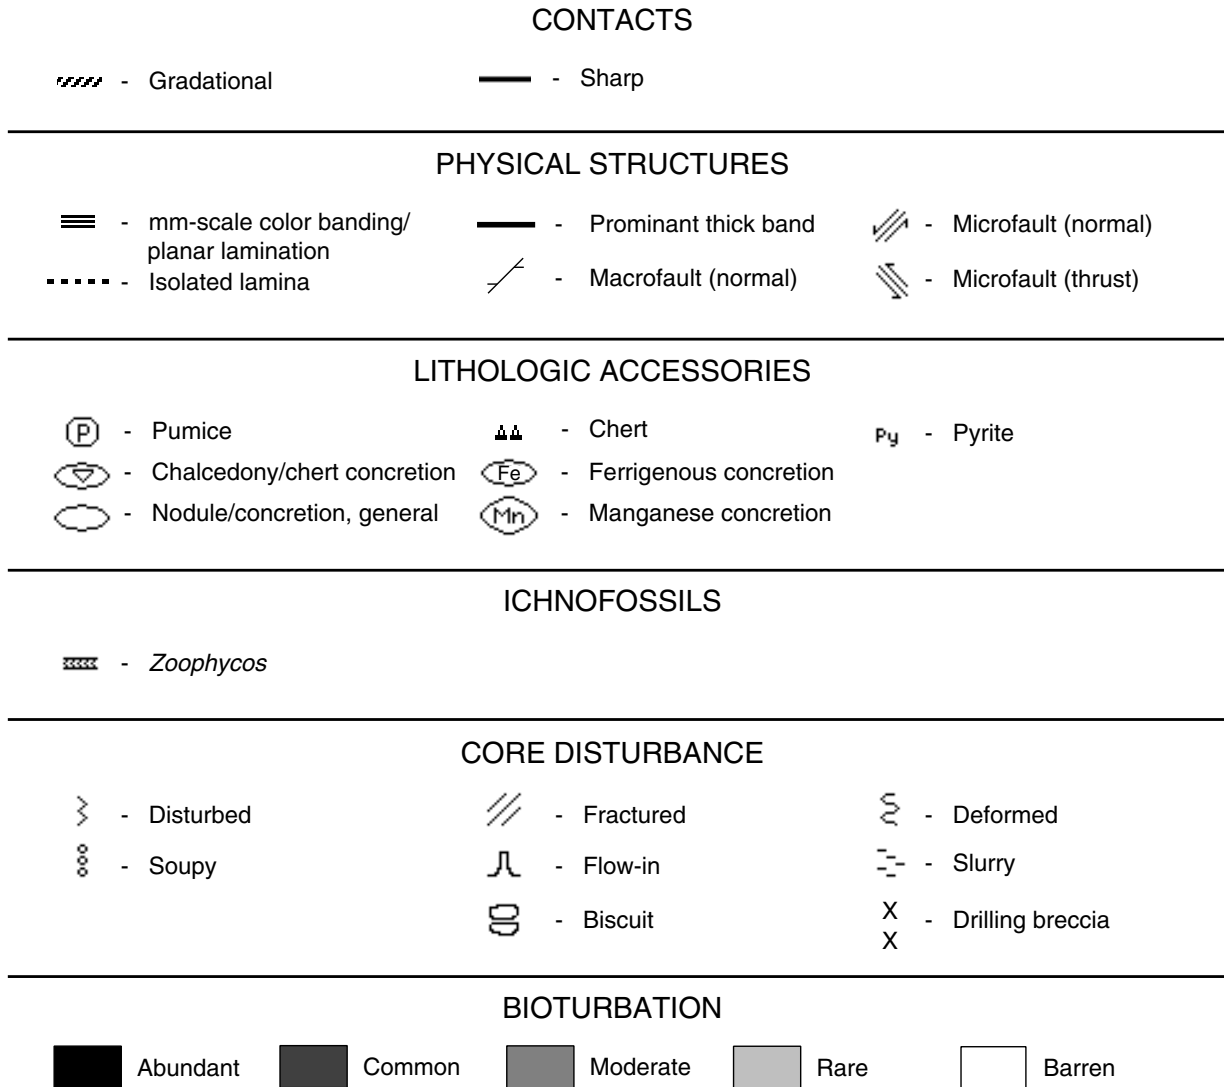 CONTACTS
- Gradational
- Sharp
PHYSICAL STRUCTURES
- mm-scale color banding/
planar lamination
- Prominant thick band
- Microfault (normal)
- Isolated lamina
- Macrofault (normal)
- Microfault (thrust)
LITHOLOGIC ACCESSORIES
P - Pumice
- Chert
Py - Pyrite
- Chalcedony/chert concretion
Fe - Ferrigenous concretion
- Nodule/concretion, general
Mn - Manganese concretion
ICHNOFOSSILS
- Zoophycos
CORE DISTURBANCE
- Disturbed
- Fractured
- Deformed
- Soupy
- Flow-in
- Slurry
- Biscuit
X
X - Drilling breccia
BIOTURBATION
Abundant
Common
Moderate
Rare
Barren